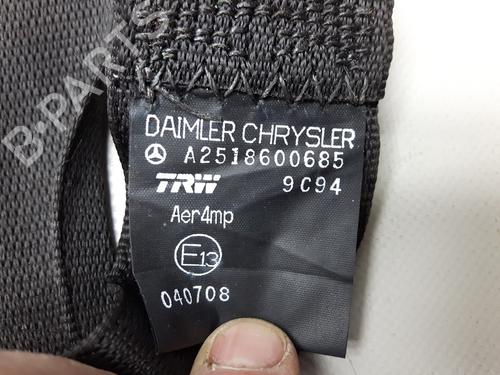 B-PARTS
DAIMLER CHRYSLER
A2518600685
TRW 9C94
Aer4mp
E13
040708